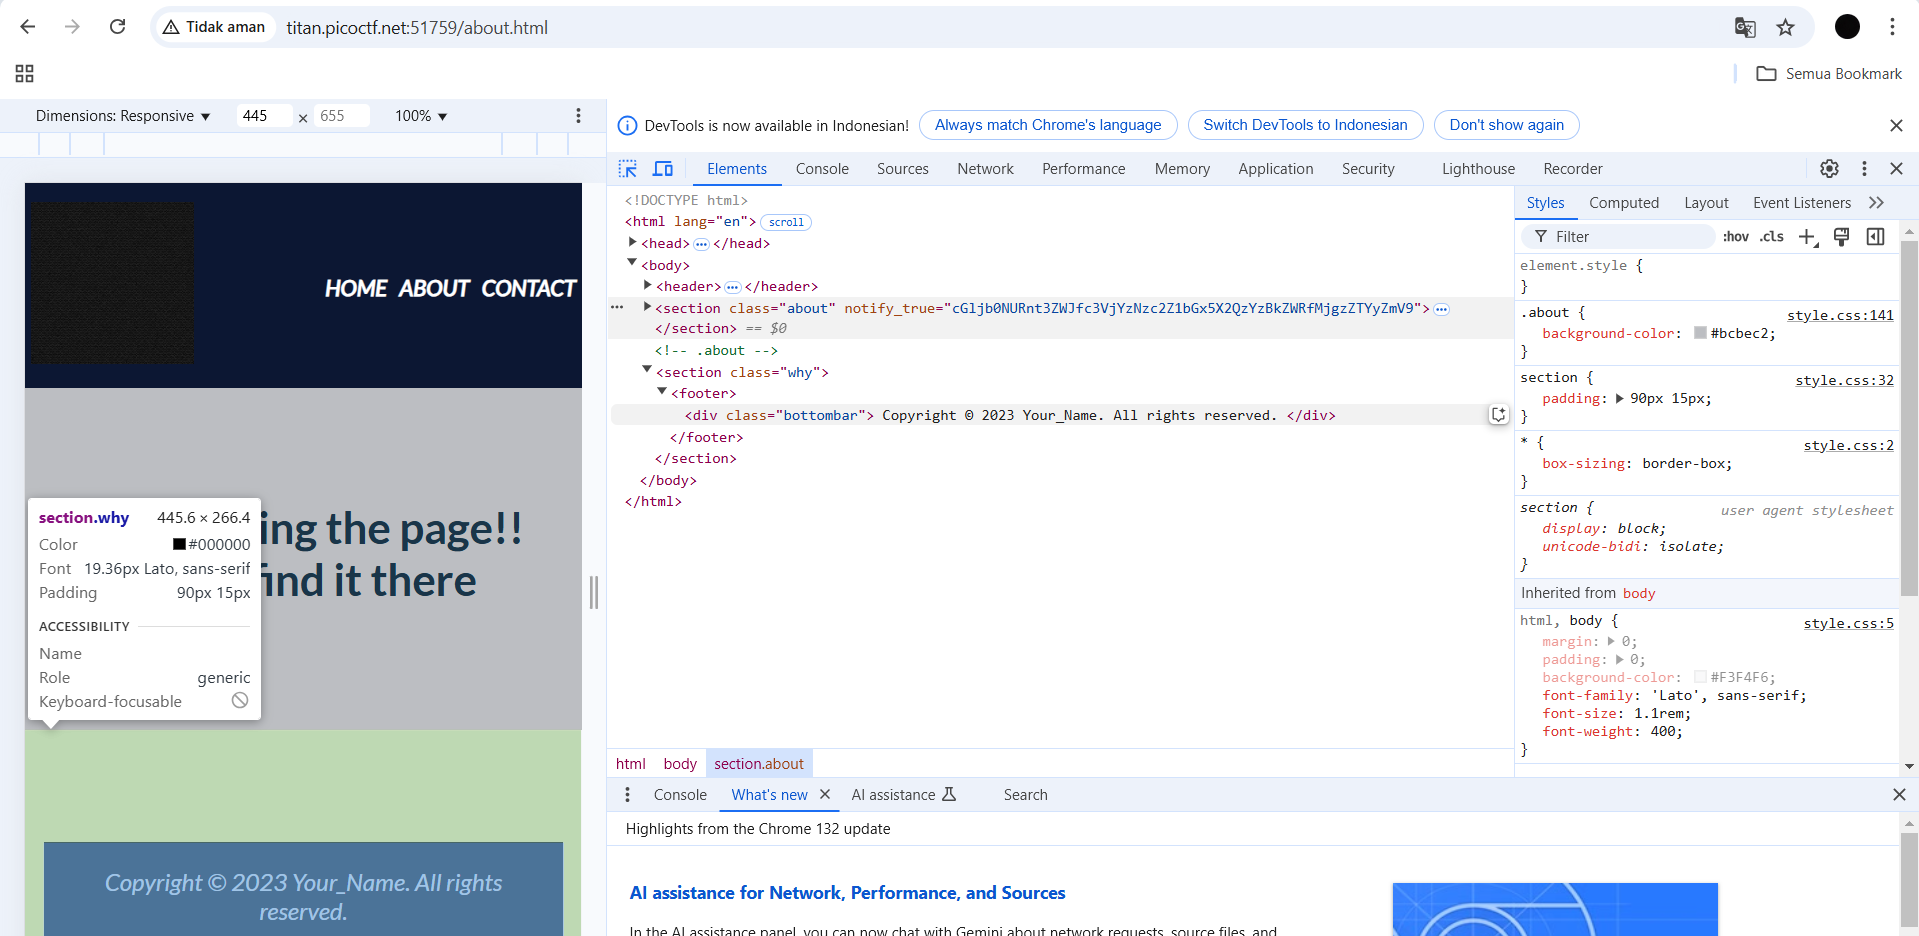 Tidak aman
titan.picoctf.net:51759/about.html
Semua Bookmark
Dimensions: Responsive ▼ 445 × 655 100% ▼
DevTools is now available in Indonesian! Always match Chrome's language Switch DevTools to Indonesian Don't show again
Elements Console Sources Network Performance Memory Application Security Lighthouse Recorder
HOME ABOUT CONTACT
ing the page!!
find it there
section.why 445.6 × 266.4
Color #000000
Font 19.36px Lato, sans-serif
Padding 90px 15px
ACCESSIBILITY
Name
Role generic
Keyboard-focusable
Copyright © 2023 Your_Name. All rights
reserved.
<!DOCTYPE html>
<html lang="en"> scroll
<head> ••• </head>
<body>
<header> ••• </header>
••• <section class="about" notify_true="cGljb0NURnt3ZWJfc3VjYzNzc2Z1bGx5X2QzYzBkZWRfMjgzZTYyZmV9"> •••
</section> == $0
<!-- .about -->
<section class="why">
<footer>
<div class="bottombar"> Copyright © 2023 Your_Name. All rights reserved. </div>
</footer>
</section>
</body>
</html>
html body section.about
Styles Computed Layout Event Listeners »
Filter :hov .cls +
element.style {
}
.about { style.css:141
background-color: #bcbec2;
}
section { style.css:32
padding: ▶ 90px 15px;
}
* { style.css:2
box-sizing: border-box;
}
section { user agent stylesheet
display: block;
unicode-bidi: isolate;
}
Inherited from body
html, body { style.css:5
margin: ▶ 0;
padding: ▶ 0;
background-color: #F3F4F6;
font-family: 'Lato', sans-serif;
font-size: 1.1rem;
font-weight: 400;
}
Console What's new AI assistance Search
Highlights from the Chrome 132 update
AI assistance for Network, Performance, and Sources
In the AI assistance panel, you can now chat with Gemini about network requests, source files, and